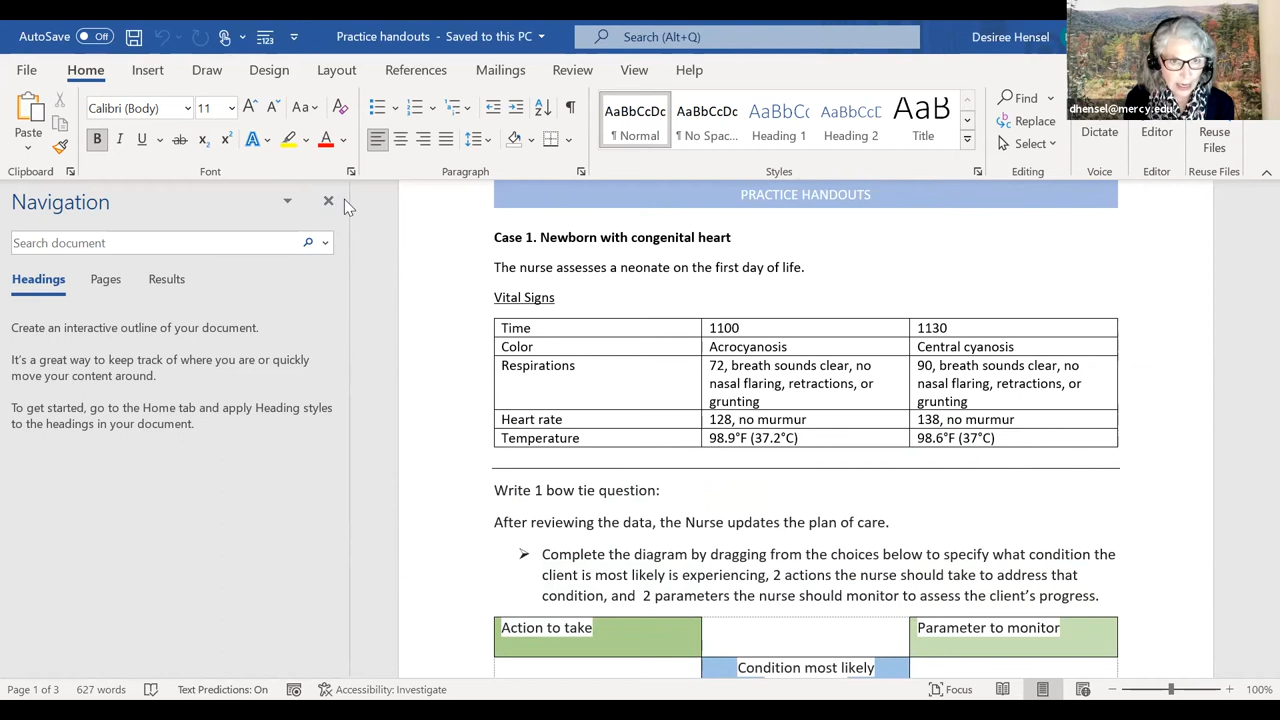 AutoSave Off Practice handouts - Saved to this PC Search (Alt+Q) Desiree Hensel
File Home Insert Draw Design Layout References Mailings Review View Help
dhensel@mercy.edu
Calibri (Body) 11 Aa
Paste
B I U ab x₂ x² A A
Clipboard Font Paragraph Styles Editing Voice Editor Reuse Files
AaBbCcDc AaBbCcDc AaBbCc AaBbCcD AaB
¶ Normal ¶ No Spac... Heading 1 Heading 2 Title
Find
Replace
Select
Dictate Editor Reuse
Files
Navigation
Search document
Headings Pages Results
Create an interactive outline of your document.
It's a great way to keep track of where you are or quickly
move your content around.
To get started, go to the Home tab and apply Heading styles
to the headings in your document.
PRACTICE HANDOUTS
Case 1. Newborn with congenital heart
The nurse assesses a neonate on the first day of life.
Vital Signs
Time 1100 1130
Color Acrocyanosis Central cyanosis
Respirations 72, breath sounds clear, no 90, breath sounds clear, no
nasal flaring, retractions, or nasal flaring, retractions, or
grunting grunting
Heart rate 128, no murmur 138, no murmur
Temperature 98.9°F (37.2°C) 98.6°F (37°C)
Write 1 bow tie question:
After reviewing the data, the Nurse updates the plan of care.
➢ Complete the diagram by dragging from the choices below to specify what condition the
client is most likely is experiencing, 2 actions the nurse should take to address that
condition, and 2 parameters the nurse should monitor to assess the client's progress.
Action to take Parameter to monitor
Condition most likely
Page 1 of 3 627 words Text Predictions: On Accessibility: Investigate Focus 100%